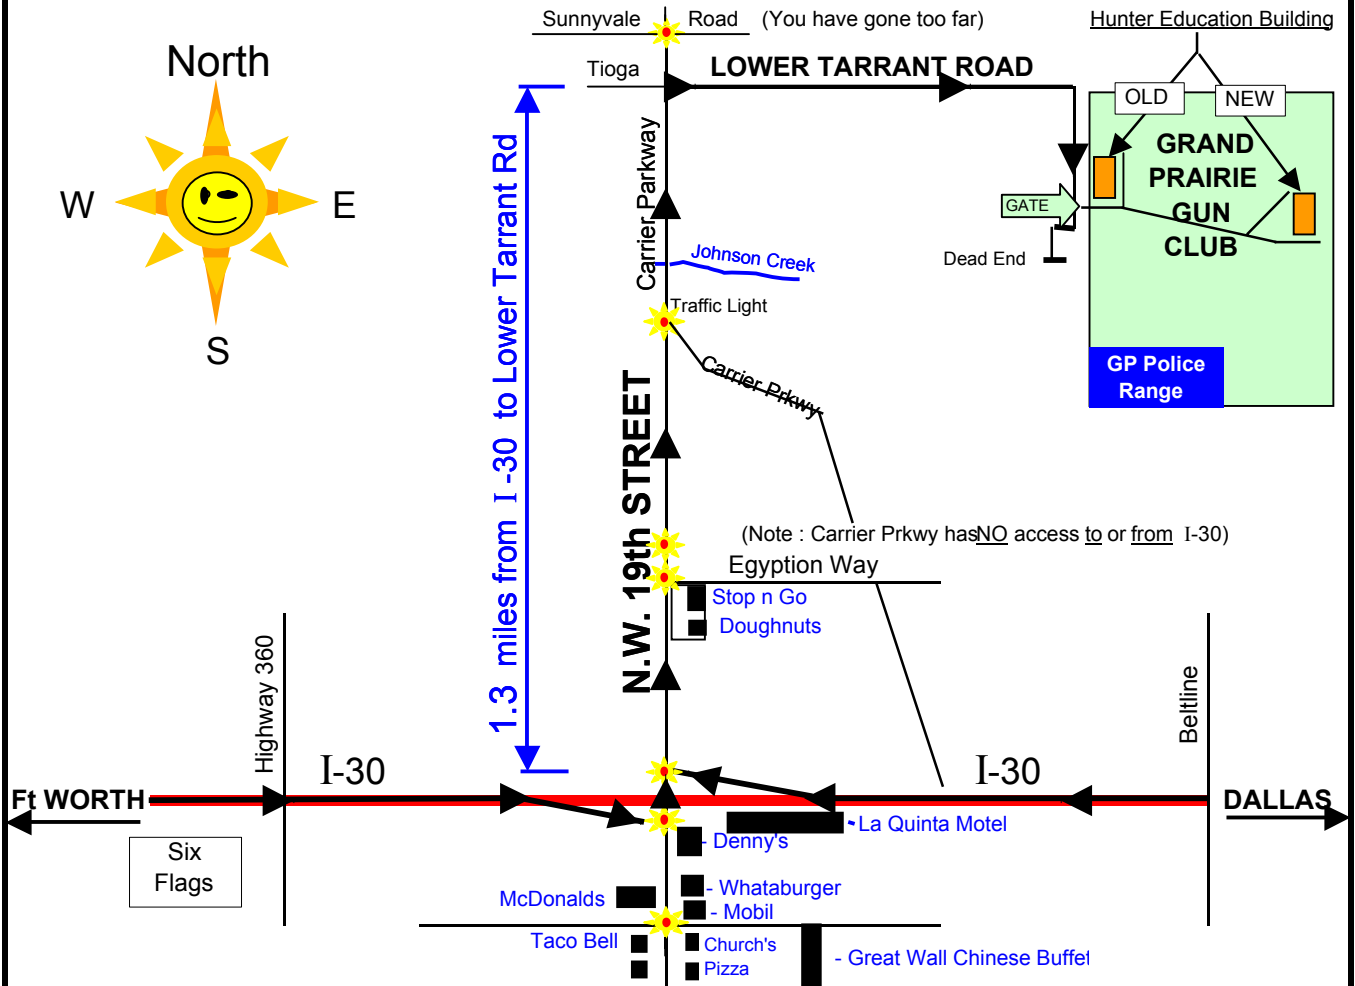 Sunnyvale Road (You have gone too far)
Hunter Education Building
North
Tioga
LOWER TARRANT ROAD
OLD
NEW
GRAND
PRAIRIE
GUN
CLUB
W
E
S
GATE
Dead End
Carrier Parkway
Johnson Creek
Traffic Light
1.3 miles from I -30 to Lower Tarrant Rd
Carrier Prkwy
GP Police
Range
N.W. 19th STREET
(Note : Carrier Prkwy has NO access to or from I-30)
Egyption Way
Stop n Go
Doughnuts
Highway 360
Beltline
I-30
I-30
Ft WORTH
DALLAS
Six
Flags
- La Quinta Motel
- Denny's
McDonalds
- Whataburger
- Mobil
Taco Bell
Church's
Pizza
- Great Wall Chinese Buffet